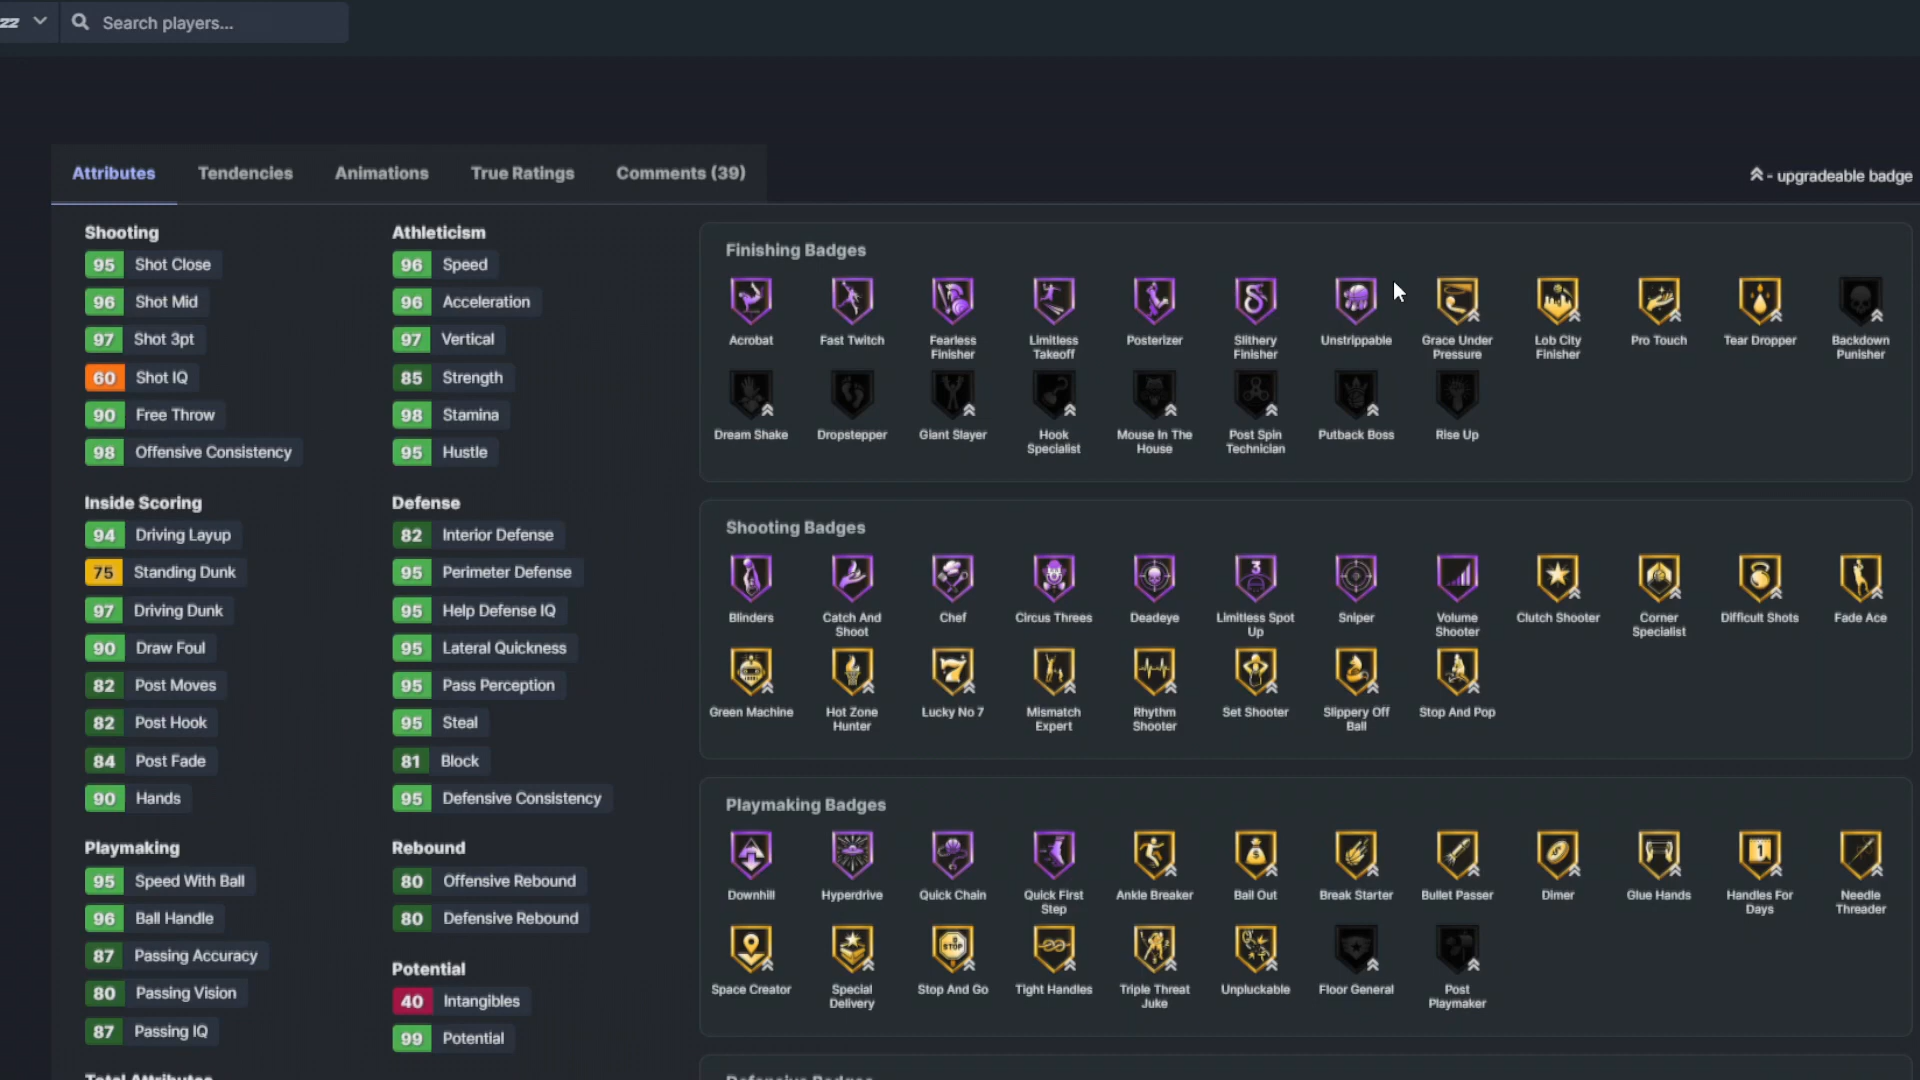 zz Search players...
Attributes Tendencies Animations True Ratings Comments (39)
- upgradeable badge
Shooting
95 Shot Close
96 Shot Mid
97 Shot 3pt
60 Shot IQ
90 Free Throw
98 Offensive Consistency
Inside Scoring
94 Driving Layup
75 Standing Dunk
97 Driving Dunk
90 Draw Foul
82 Post Moves
82 Post Hook
84 Post Fade
90 Hands
Playmaking
95 Speed With Ball
96 Ball Handle
87 Passing Accuracy
80 Passing Vision
87 Passing IQ
Total Attributes
Athleticism
96 Speed
96 Acceleration
97 Vertical
85 Strength
98 Stamina
95 Hustle
Defense
82 Interior Defense
95 Perimeter Defense
95 Help Defense IQ
95 Lateral Quickness
95 Pass Perception
95 Steal
81 Block
95 Defensive Consistency
Rebound
80 Offensive Rebound
80 Defensive Rebound
Potential
40 Intangibles
99 Potential
Finishing Badges
Acrobat Fast Twitch Fearless Limitless Posterizer Slithery Unstrippable Grace Under Lob City Pro Touch Tear Dropper Backdown
Finisher Takeoff Finisher Pressure Finisher Punisher
Dream Shake Dropstepper Giant Slayer Hook Mouse In The Post Spin Putback Boss Rise Up
Specialist House Technician
Shooting Badges
3
Blinders Catch And Chef Circus Threes Deadeye Limitless Spot Sniper Volume Clutch Shooter Corner Difficult Shots Fade Ace
Shoot Up Shooter Specialist
7
Green Machine Hot Zone Lucky No 7 Mismatch Rhythm Set Shooter Slippery Off Stop And Pop
Hunter Expert Shooter Ball
Playmaking Badges
$ 1
Downhill Hyperdrive Quick Chain Quick First Ankle Breaker Bail Out Break Starter Bullet Passer Dimer Glue Hands Handles For Needle
Step Days Threader
STOP
Space Creator Special Stop And Go Tight Handles Triple Threat Unpluckable Floor General Post
Delivery Juke Playmaker
Defensive Badges